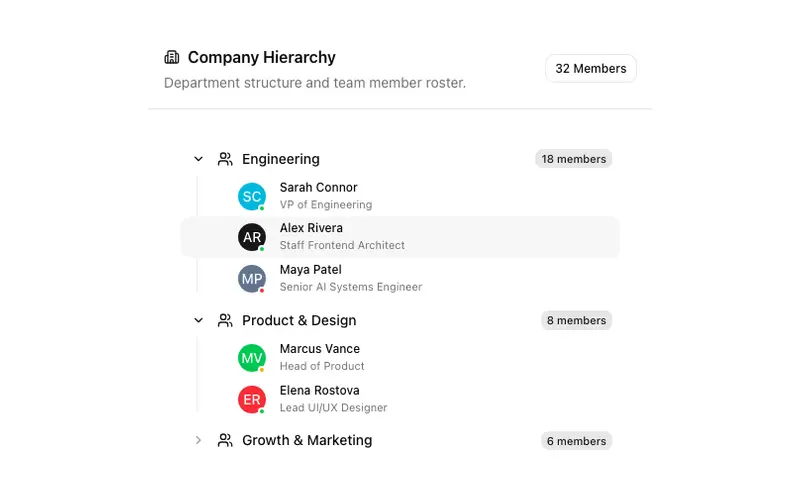 Company Hierarchy
Department structure and team member roster.
32 Members
Engineering
18 members
SC
Sarah Connor
VP of Engineering
AR
Alex Rivera
Staff Frontend Architect
MP
Maya Patel
Senior AI Systems Engineer
Product & Design
8 members
MV
Marcus Vance
Head of Product
ER
Elena Rostova
Lead UI/UX Designer
Growth & Marketing
6 members